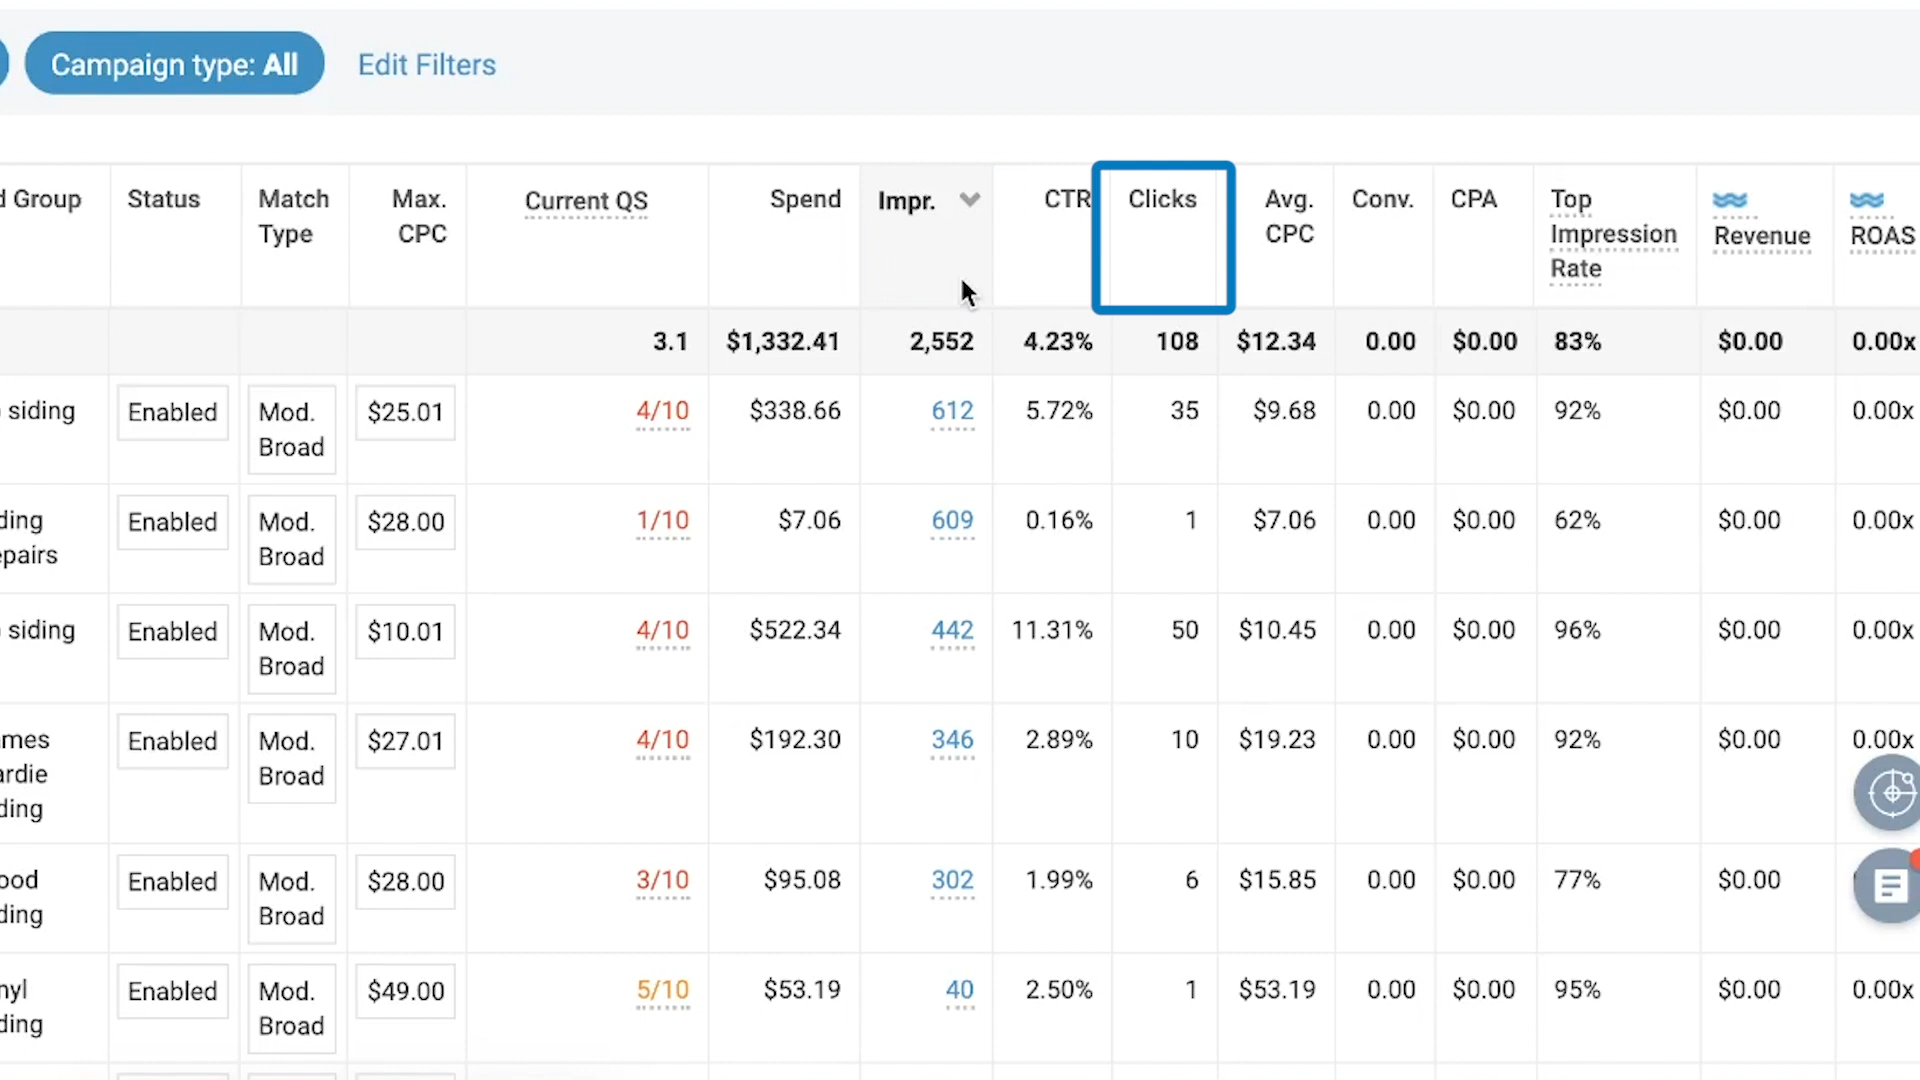 Campaign type: All Edit Filters
d Group Status Match Type Max. CPC Current QS Spend Impr. CTR Clicks Avg. CPC Conv. CPA Top Impression Rate Revenue ROAS
3.1 $1,332.41 2,552 4.23% 108 $12.34 0.00 $0.00 83% $0.00 0.00x
siding Enabled Mod. Broad $25.01 4/10 $338.66 612 5.72% 35 $9.68 0.00 $0.00 92% $0.00 0.00x
ding epairs Enabled Mod. Broad $28.00 1/10 $7.06 609 0.16% 1 $7.06 0.00 $0.00 62% $0.00 0.00x
siding Enabled Mod. Broad $10.01 4/10 $522.34 442 11.31% 50 $10.45 0.00 $0.00 96% $0.00 0.00x
mes ardie ding Enabled Mod. Broad $27.01 4/10 $192.30 346 2.89% 10 $19.23 0.00 $0.00 92% $0.00 0.00x
ood ding Enabled Mod. Broad $28.00 3/10 $95.08 302 1.99% 6 $15.85 0.00 $0.00 77% $0.00
nyl ding Enabled Mod. Broad $49.00 5/10 $53.19 40 2.50% 1 $53.19 0.00 $0.00 95% $0.00 0.00x